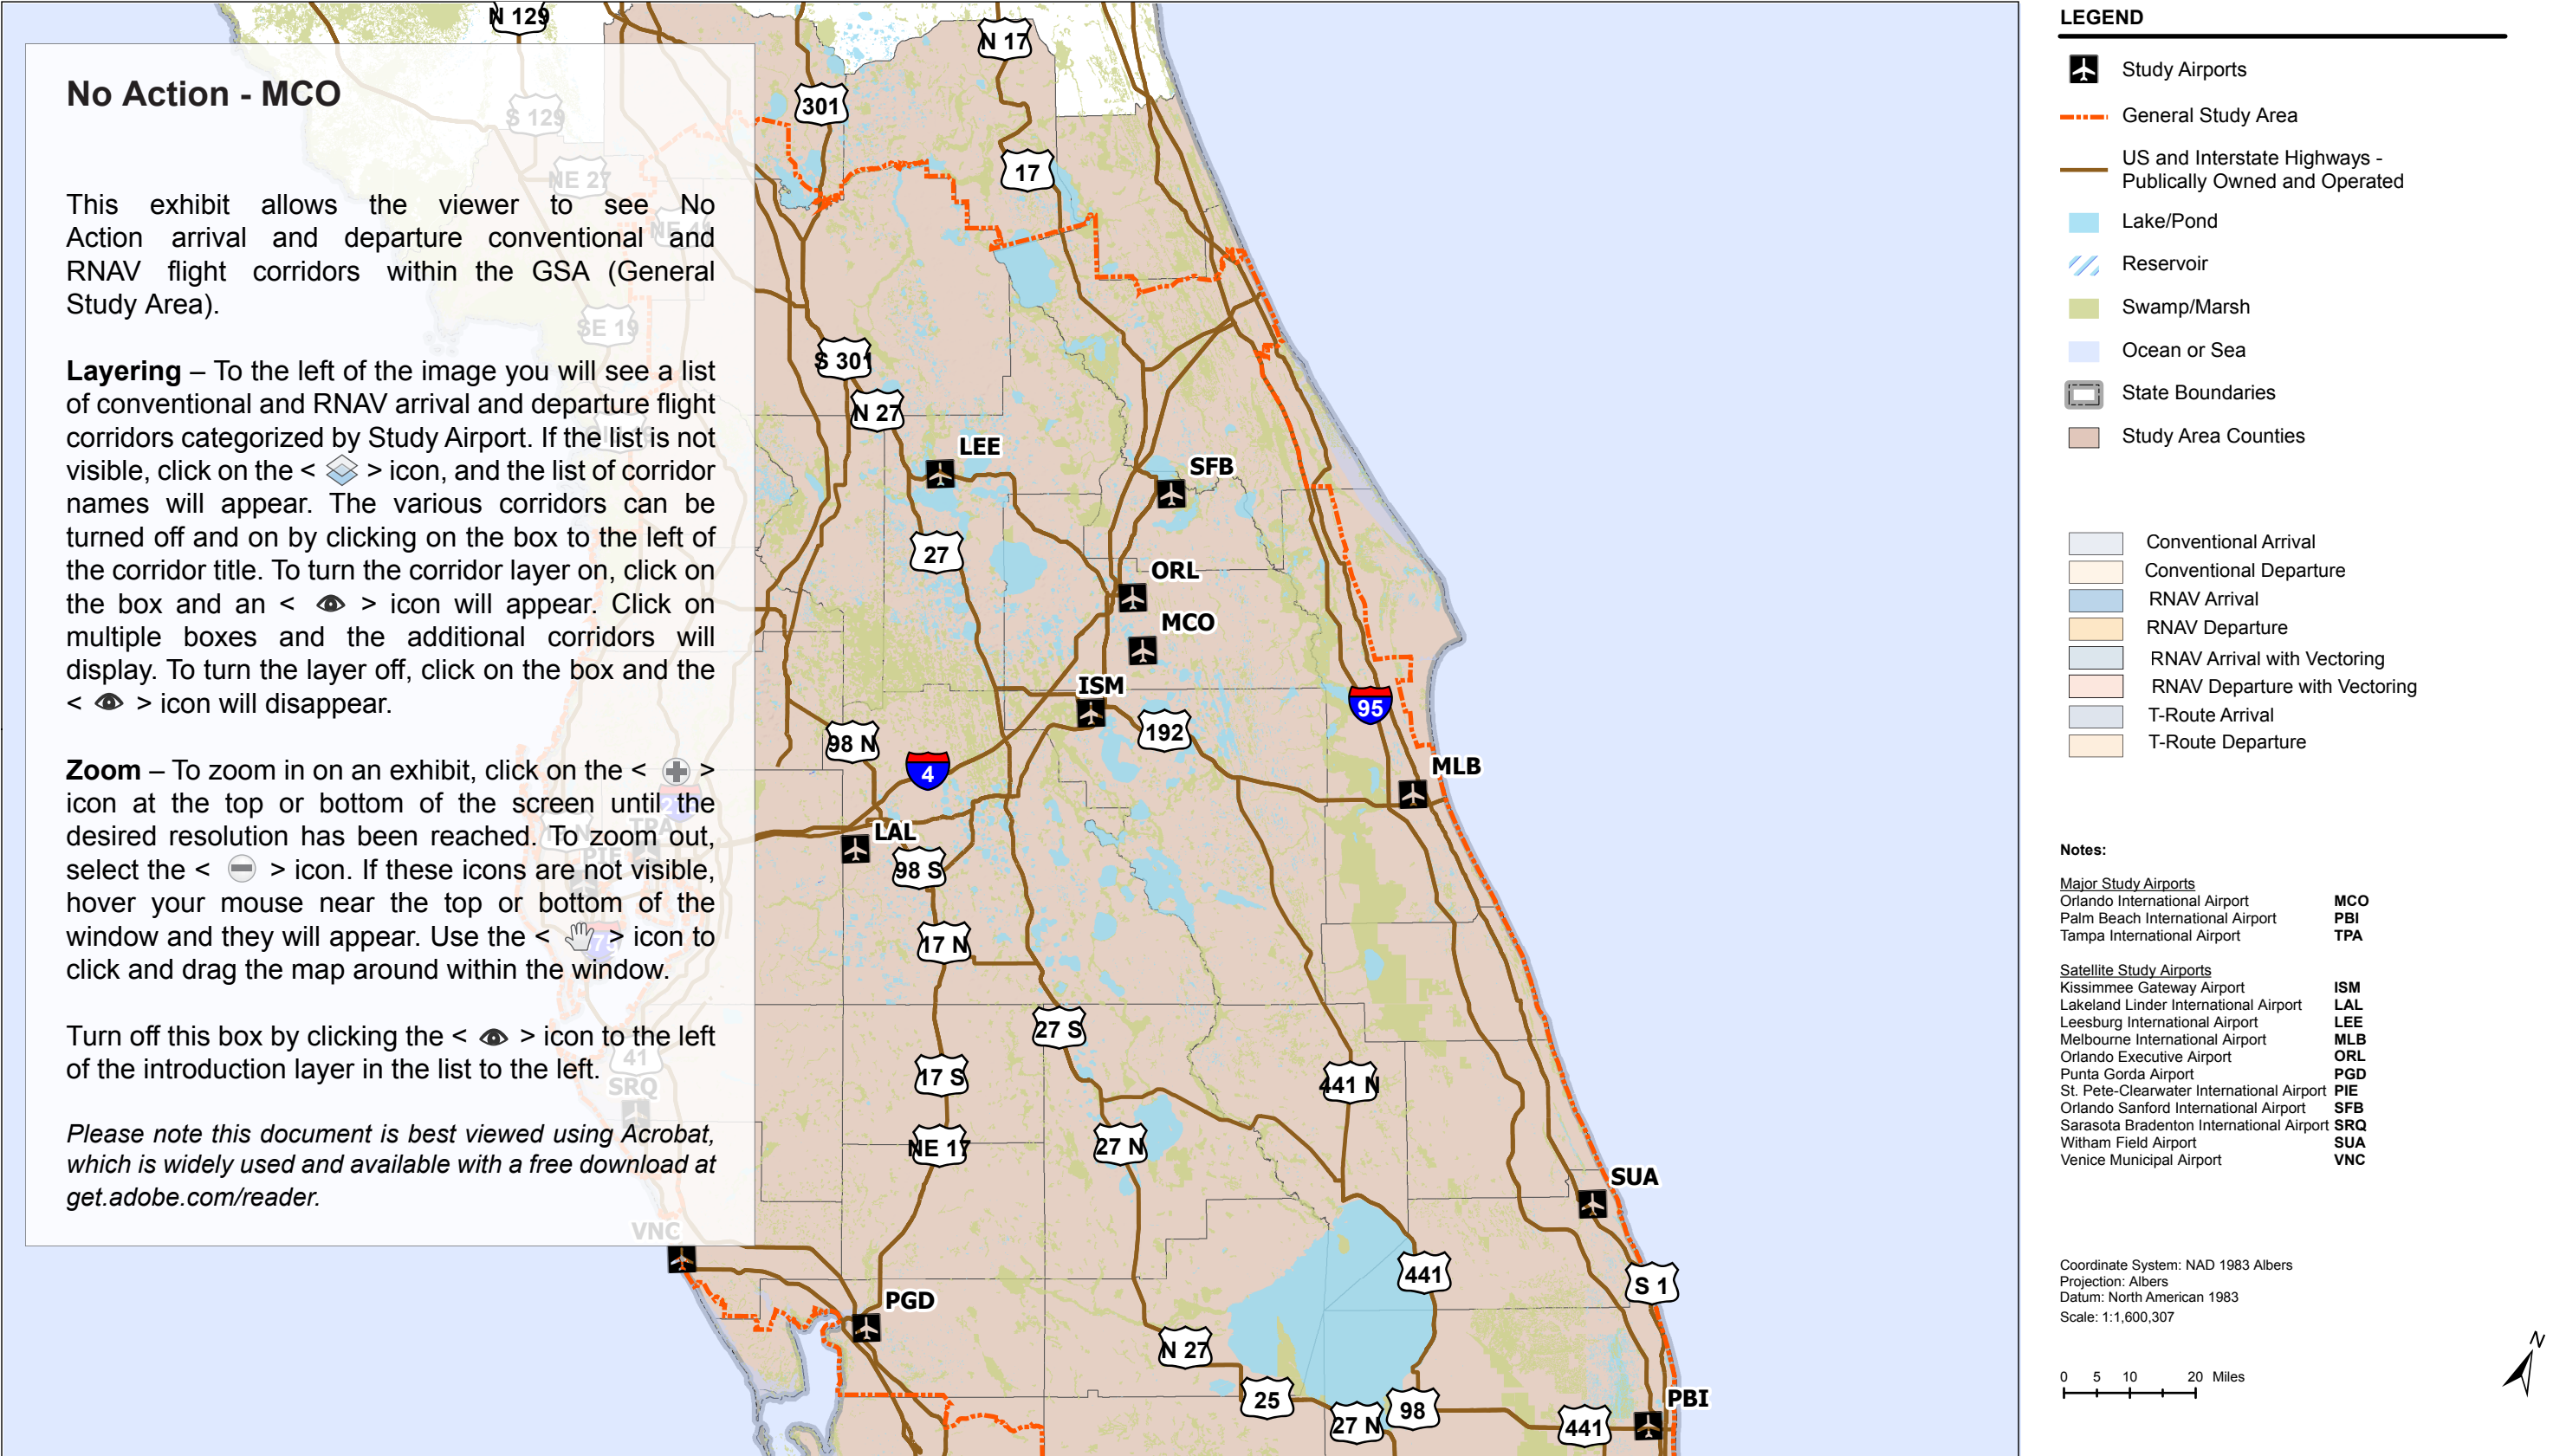 No Action - MCO
This exhibit allows the viewer to see No
Action arrival and departure conventional and
RNAV flight corridors within the GSA (General
Study Area).
Layering – To the left of the image you will see a list
of conventional and RNAV arrival and departure flight
corridors categorized by Study Airport. If the list is not
visible, click on the < > icon, and the list of corridor
names will appear. The various corridors can be
turned off and on by clicking on the box to the left of
the corridor title. To turn the corridor layer on, click on
the box and an < > icon will appear. Click on
multiple boxes and the additional corridors will
display. To turn the layer off, click on the box and the
< > icon will disappear.
Zoom – To zoom in on an exhibit, click on the < >
icon at the top or bottom of the screen until the
desired resolution has been reached. To zoom out,
select the < > icon. If these icons are not visible,
hover your mouse near the top or bottom of the
window and they will appear. Use the < > icon to
click and drag the map around within the window.
Turn off this box by clicking the < > icon to the left
of the introduction layer in the list to the left.
Please note this document is best viewed using Acrobat,
which is widely used and available with a free download at
get.adobe.com/reader.
N 129
S 129
NE 27
SE 19
TPA
PIE
41
SRQ
VNC
N 17
301
17
S 301
N 27
LEE
SFB
27
ORL
MCO
ISM
95
192
98 N
4
MLB
LAL
98 S
17 N
27 S
17 S
441 N
NE 17
27 N
SUA
441
S 1
PGD
N 27
25
27 N
98
441
PBI
LEGEND
Study Airports
General Study Area
US and Interstate Highways -
Publically Owned and Operated
Lake/Pond
Reservoir
Swamp/Marsh
Ocean or Sea
State Boundaries
Study Area Counties
Conventional Arrival
Conventional Departure
RNAV Arrival
RNAV Departure
RNAV Arrival with Vectoring
RNAV Departure with Vectoring
T-Route Arrival
T-Route Departure
Notes:
Major Study Airports
Orlando International Airport MCO
Palm Beach International Airport PBI
Tampa International Airport TPA
Satellite Study Airports
Kissimmee Gateway Airport ISM
Lakeland Linder International Airport LAL
Leesburg International Airport LEE
Melbourne International Airport MLB
Orlando Executive Airport ORL
Punta Gorda Airport PGD
St. Pete-Clearwater International Airport PIE
Orlando Sanford International Airport SFB
Sarasota Bradenton International Airport SRQ
Witham Field Airport SUA
Venice Municipal Airport VNC
Coordinate System: NAD 1983 Albers
Projection: Albers
Datum: North American 1983
Scale: 1:1,600,307
N
0 5 10 20 Miles